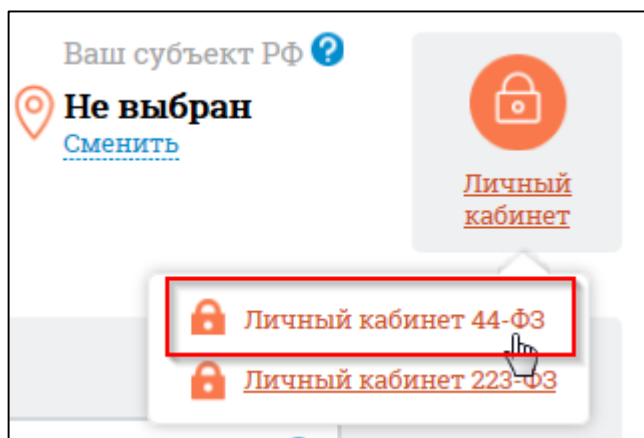 Ваш субъект РФ ?
Не выбран
Сменить
Личный
кабинет
Личный кабинет 44-ФЗ
Личный кабинет 223-ФЗ